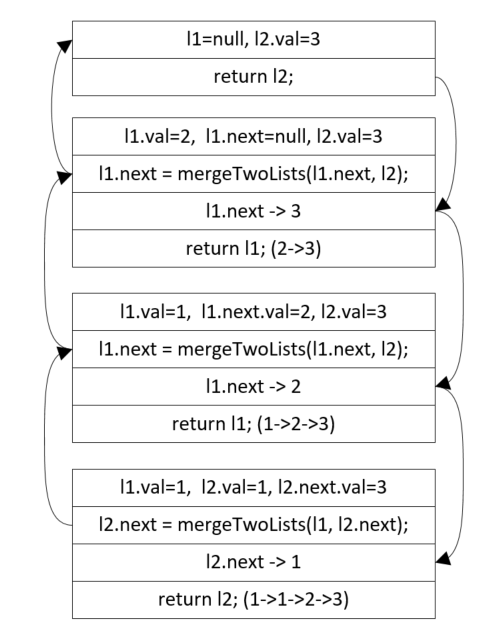 l1=null, l2.val=3
return l2;
l1.val=2, l1.next=null, l2.val=3
l1.next = mergeTwoLists(l1.next, l2);
l1.next -> 3
return l1; (2->3)
l1.val=1, l1.next.val=2, l2.val=3
l1.next = mergeTwoLists(l1.next, l2);
l1.next -> 2
return l1; (1->2->3)
l1.val=1, l2.val=1, l2.next.val=3
l2.next = mergeTwoLists(l1, l2.next);
l2.next -> 1
return l2; (1->1->2->3)